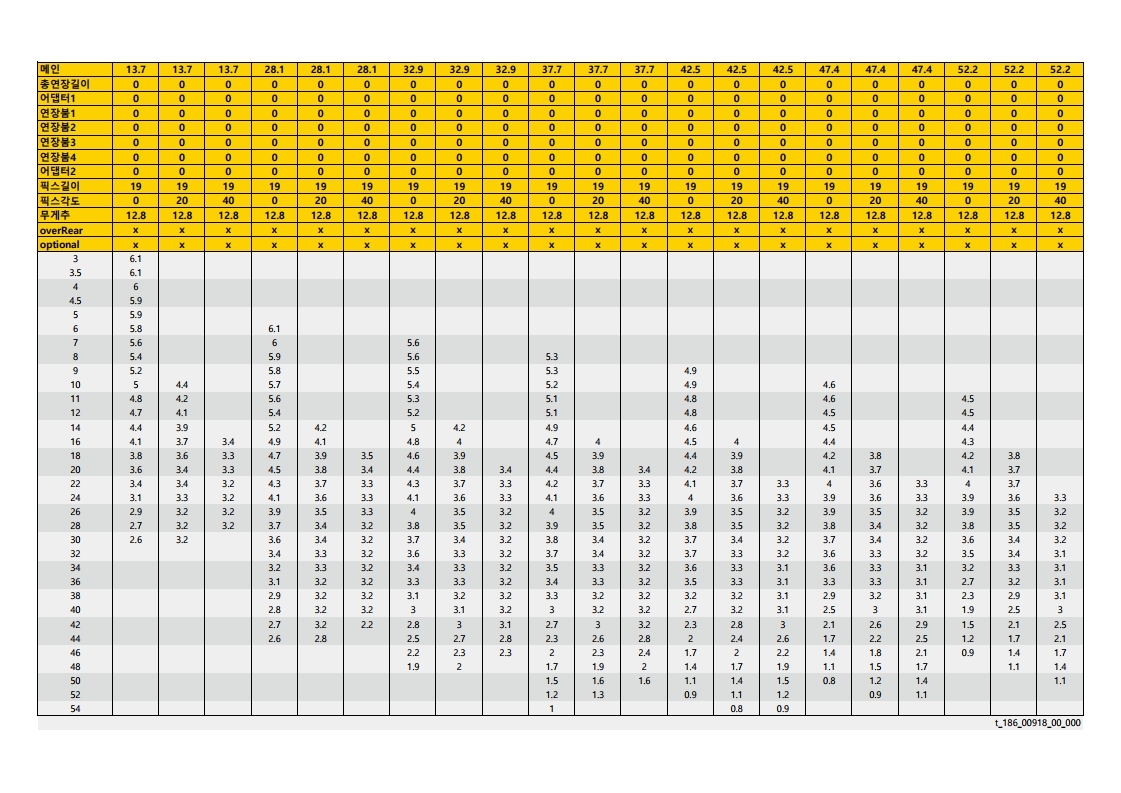 메인 13.7 13.7 13.7 28.1 28.1 28.1 32.9 32.9 32.9 37.7 37.7 37.7 42.5 42.5 42.5 47.4 47.4 47.4 52.2 52.2 52.2
총연장길이 0 0 0 0 0 0 0 0 0 0 0 0 0 0 0 0 0 0 0 0 0
어댑터1 0 0 0 0 0 0 0 0 0 0 0 0 0 0 0 0 0 0 0 0 0
연장붐1 0 0 0 0 0 0 0 0 0 0 0 0 0 0 0 0 0 0 0 0 0
연장붐2 0 0 0 0 0 0 0 0 0 0 0 0 0 0 0 0 0 0 0 0 0
연장붐3 0 0 0 0 0 0 0 0 0 0 0 0 0 0 0 0 0 0 0 0 0
연장붐4 0 0 0 0 0 0 0 0 0 0 0 0 0 0 0 0 0 0 0 0 0
어댑터2 0 0 0 0 0 0 0 0 0 0 0 0 0 0 0 0 0 0 0 0 0
픽스길이 19 19 19 19 19 19 19 19 19 19 19 19 19 19 19 19 19 19 19 19 19
픽스각도 0 20 40 0 20 40 0 20 40 0 20 40 0 20 40 0 20 40 0 20 40
무게추 12.8 12.8 12.8 12.8 12.8 12.8 12.8 12.8 12.8 12.8 12.8 12.8 12.8 12.8 12.8 12.8 12.8 12.8 12.8 12.8 12.8
overRear x x x x x x x x x x x x x x x x x x x x x
optional x x x x x x x x x x x x x x x x x x x x x
3 6.1
3.5 6.1
4 6
4.5 5.9
5 5.9
6 5.8 6.1
7 5.6 6 5.6
8 5.4 5.9 5.6 5.3
9 5.2 5.8 5.5 5.3 4.9
10 5 4.4 5.7 5.4 5.2 4.9 4.6
11 4.8 4.2 5.6 5.3 5.1 4.8 4.6 4.5
12 4.7 4.1 5.4 5.2 5.1 4.8 4.5 4.5
14 4.4 3.9 5.2 4.2 5 4.2 4.9 4.6 4.5 4.4
16 4.1 3.7 3.4 4.9 4.1 4.8 4 4.7 4 4.5 4 4.4 4.3
18 3.8 3.6 3.3 4.7 3.9 3.5 4.6 3.9 4.5 3.9 4.4 3.9 4.2 3.8 4.2 3.8
20 3.6 3.4 3.3 4.5 3.8 3.4 4.4 3.8 3.4 4.4 3.8 3.4 4.2 3.8 4.1 3.7 4.1 3.7
22 3.4 3.4 3.2 4.3 3.7 3.3 4.3 3.7 3.3 4.2 3.7 3.3 4.1 3.7 3.3 4 3.6 3.3 4 3.7
24 3.1 3.3 3.2 4.1 3.6 3.3 4.1 3.6 3.3 4.1 3.6 3.3 4 3.6 3.3 3.9 3.6 3.3 3.9 3.6 3.3
26 2.9 3.2 3.2 3.9 3.5 3.3 4 3.5 3.2 4 3.5 3.2 3.9 3.5 3.2 3.9 3.5 3.2 3.9 3.5 3.2
28 2.7 3.2 3.2 3.7 3.4 3.2 3.8 3.5 3.2 3.9 3.5 3.2 3.8 3.5 3.2 3.8 3.4 3.2 3.8 3.5 3.2
30 2.6 3.2 3.6 3.4 3.2 3.7 3.4 3.2 3.8 3.4 3.2 3.7 3.4 3.2 3.7 3.4 3.2 3.6 3.4 3.2
32 3.4 3.3 3.2 3.6 3.3 3.2 3.7 3.4 3.2 3.7 3.3 3.2 3.6 3.3 3.2 3.5 3.4 3.1
34 3.2 3.3 3.2 3.4 3.3 3.2 3.5 3.3 3.2 3.6 3.3 3.1 3.6 3.3 3.1 3.2 3.3 3.1
36 3.1 3.2 3.2 3.3 3.3 3.2 3.4 3.3 3.2 3.5 3.3 3.1 3.3 3.3 3.1 2.7 3.2 3.1
38 2.9 3.2 3.2 3.1 3.2 3.2 3.3 3.2 3.2 3.2 3.2 3.1 2.9 3.2 3.1 2.3 2.9 3.1
40 2.8 3.2 3.2 3 3.1 3.2 3 3.2 3.2 2.7 3.2 3.1 2.5 3 3.1 1.9 2.5 3
42 2.7 3.2 2.2 2.8 3 3.1 2.7 3 3.2 2.3 2.8 3 2.1 2.6 2.9 1.5 2.1 2.5
44 2.6 2.8 2.5 2.7 2.8 2.3 2.6 2.8 2 2.4 2.6 1.7 2.2 2.5 1.2 1.7 2.1
46 2.2 2.3 2.3 2 2.3 2.4 1.7 2 2.2 1.4 1.8 2.1 0.9 1.4 1.7
48 1.9 2 1.7 1.9 2 1.4 1.7 1.9 1.1 1.5 1.7 1.1 1.4
50 1.5 1.6 1.6 1.1 1.4 1.5 0.8 1.2 1.4 1.1
52 1.2 1.3 0.9 1.1 1.2 0.9 1.1
54 1 0.8 0.9
t_186_00918_00_000